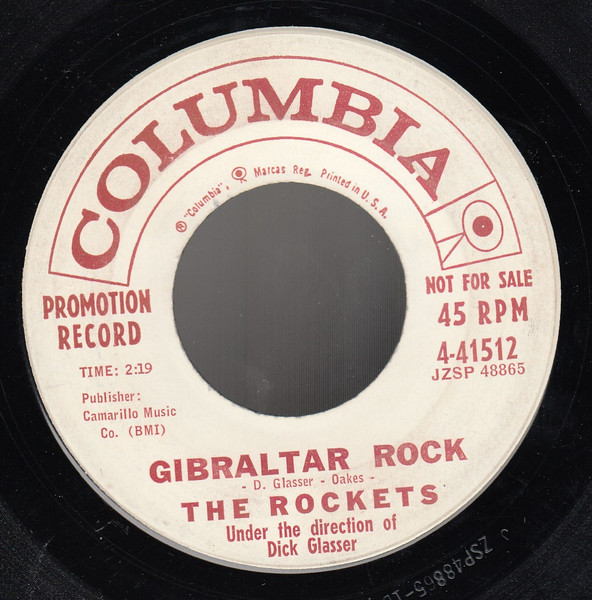 COLUMBIA
® "Columbia", Marcas Reg. Printed in U.S.A.
PROMOTION
RECORD
TIME: 2:19
Publisher:
Camarillo Music
Co. (BMI)
NOT FOR SALE
45 RPM
4-41512
JZSP 48865
GIBRALTAR ROCK
- D. Glasser - Oakes -
THE ROCKETS
Under the direction of
Dick Glasser